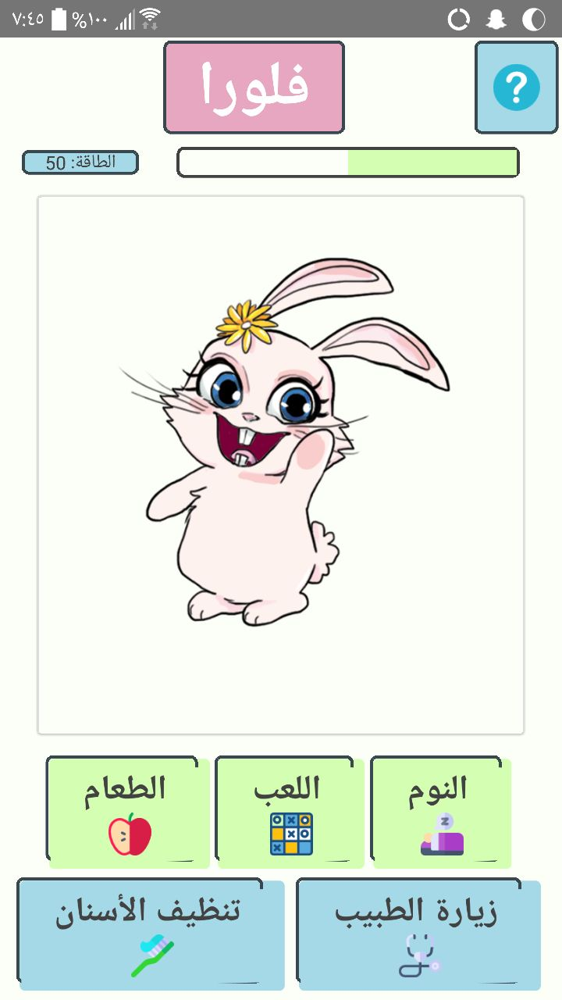 ٧:٤٥ %١٠٠
فلورا
?
الطاقة: 50
النوم
اللعب
الطعام
زيارة الطبيب
تنظيف الأسنان